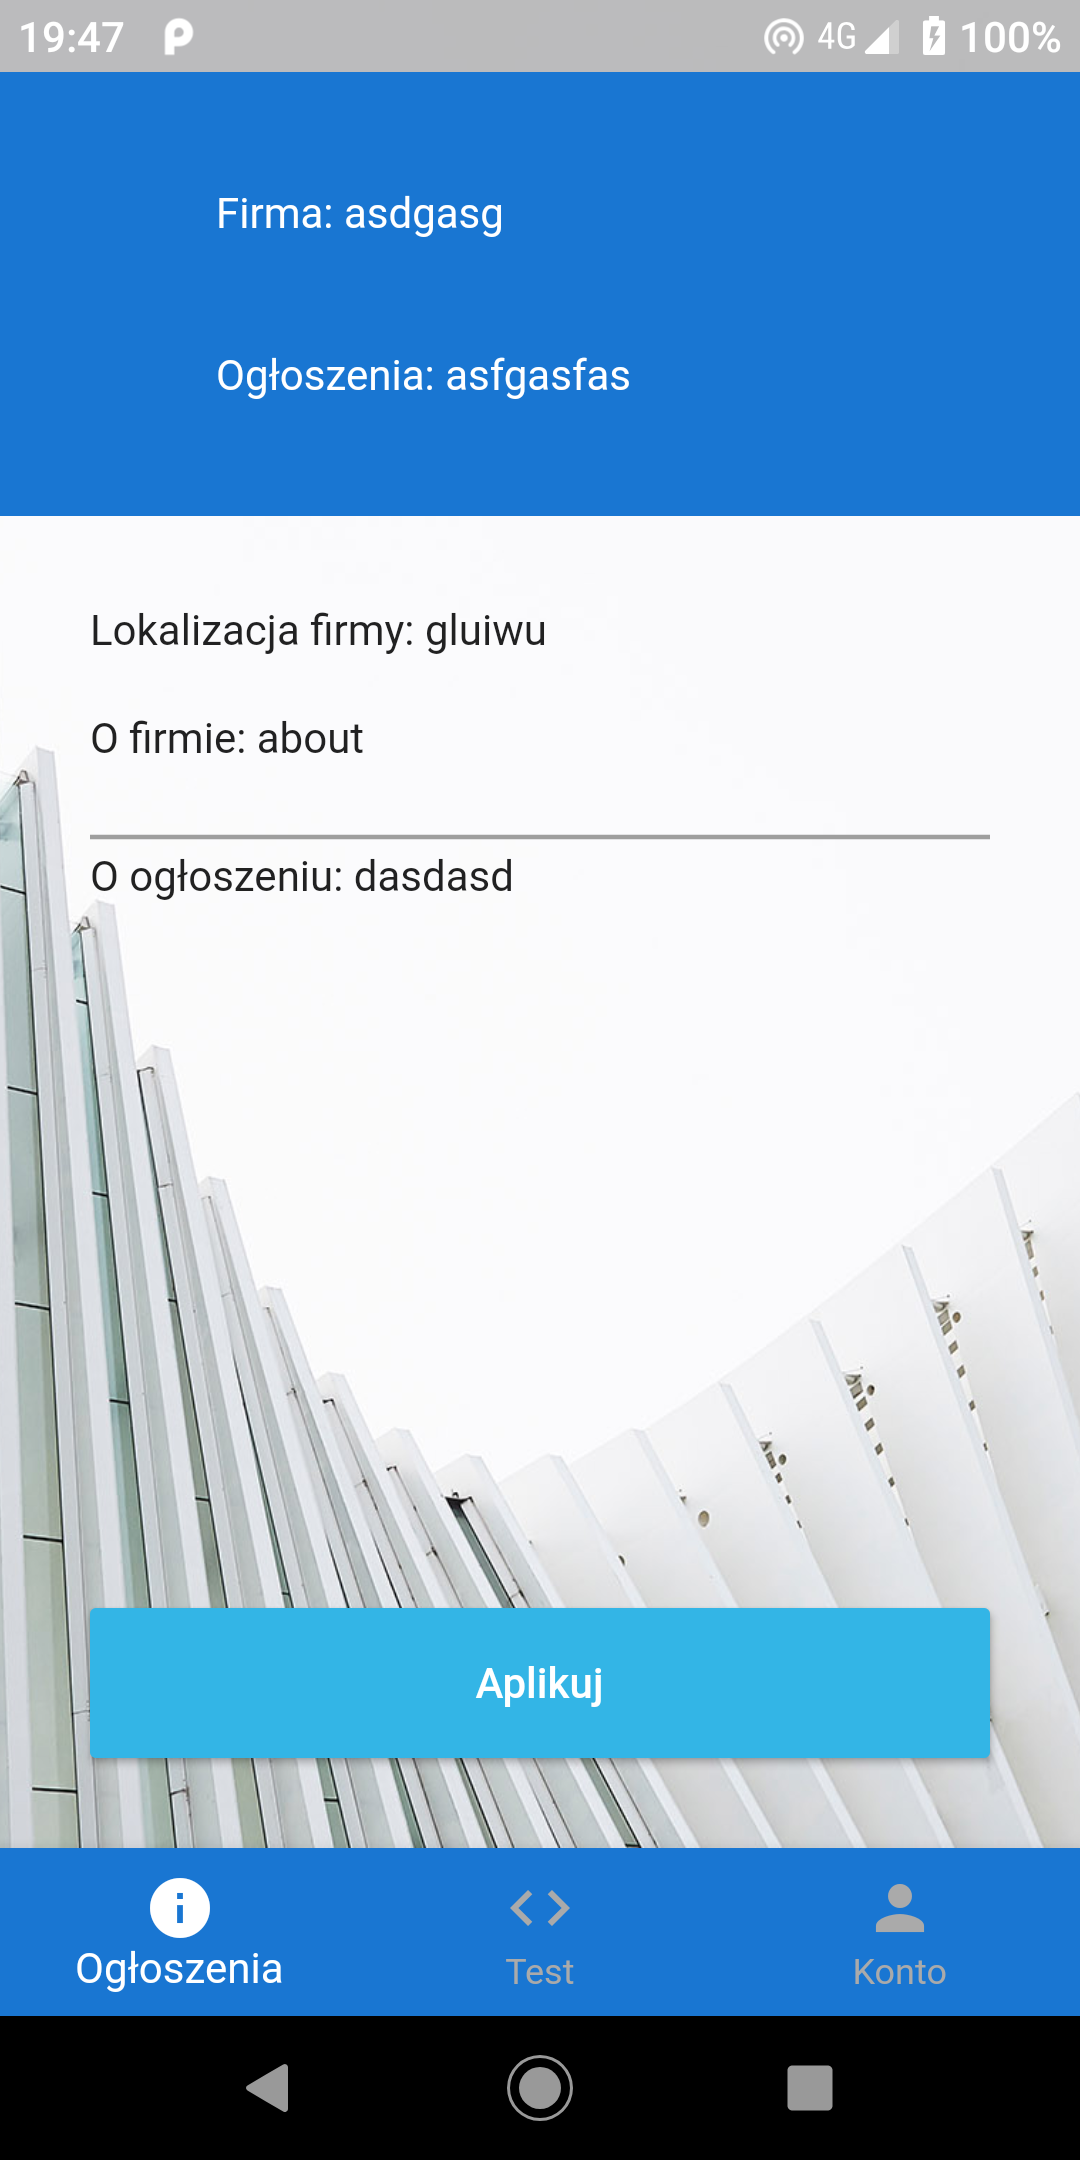 19:47 4G 100%
Firma: asdgasg
Ogłoszenia: asfgasfas
Lokalizacja firmy: gluiwu
O firmie: about
O ogłoszeniu: dasdasd
Aplikuj
Ogłoszenia Test Konto